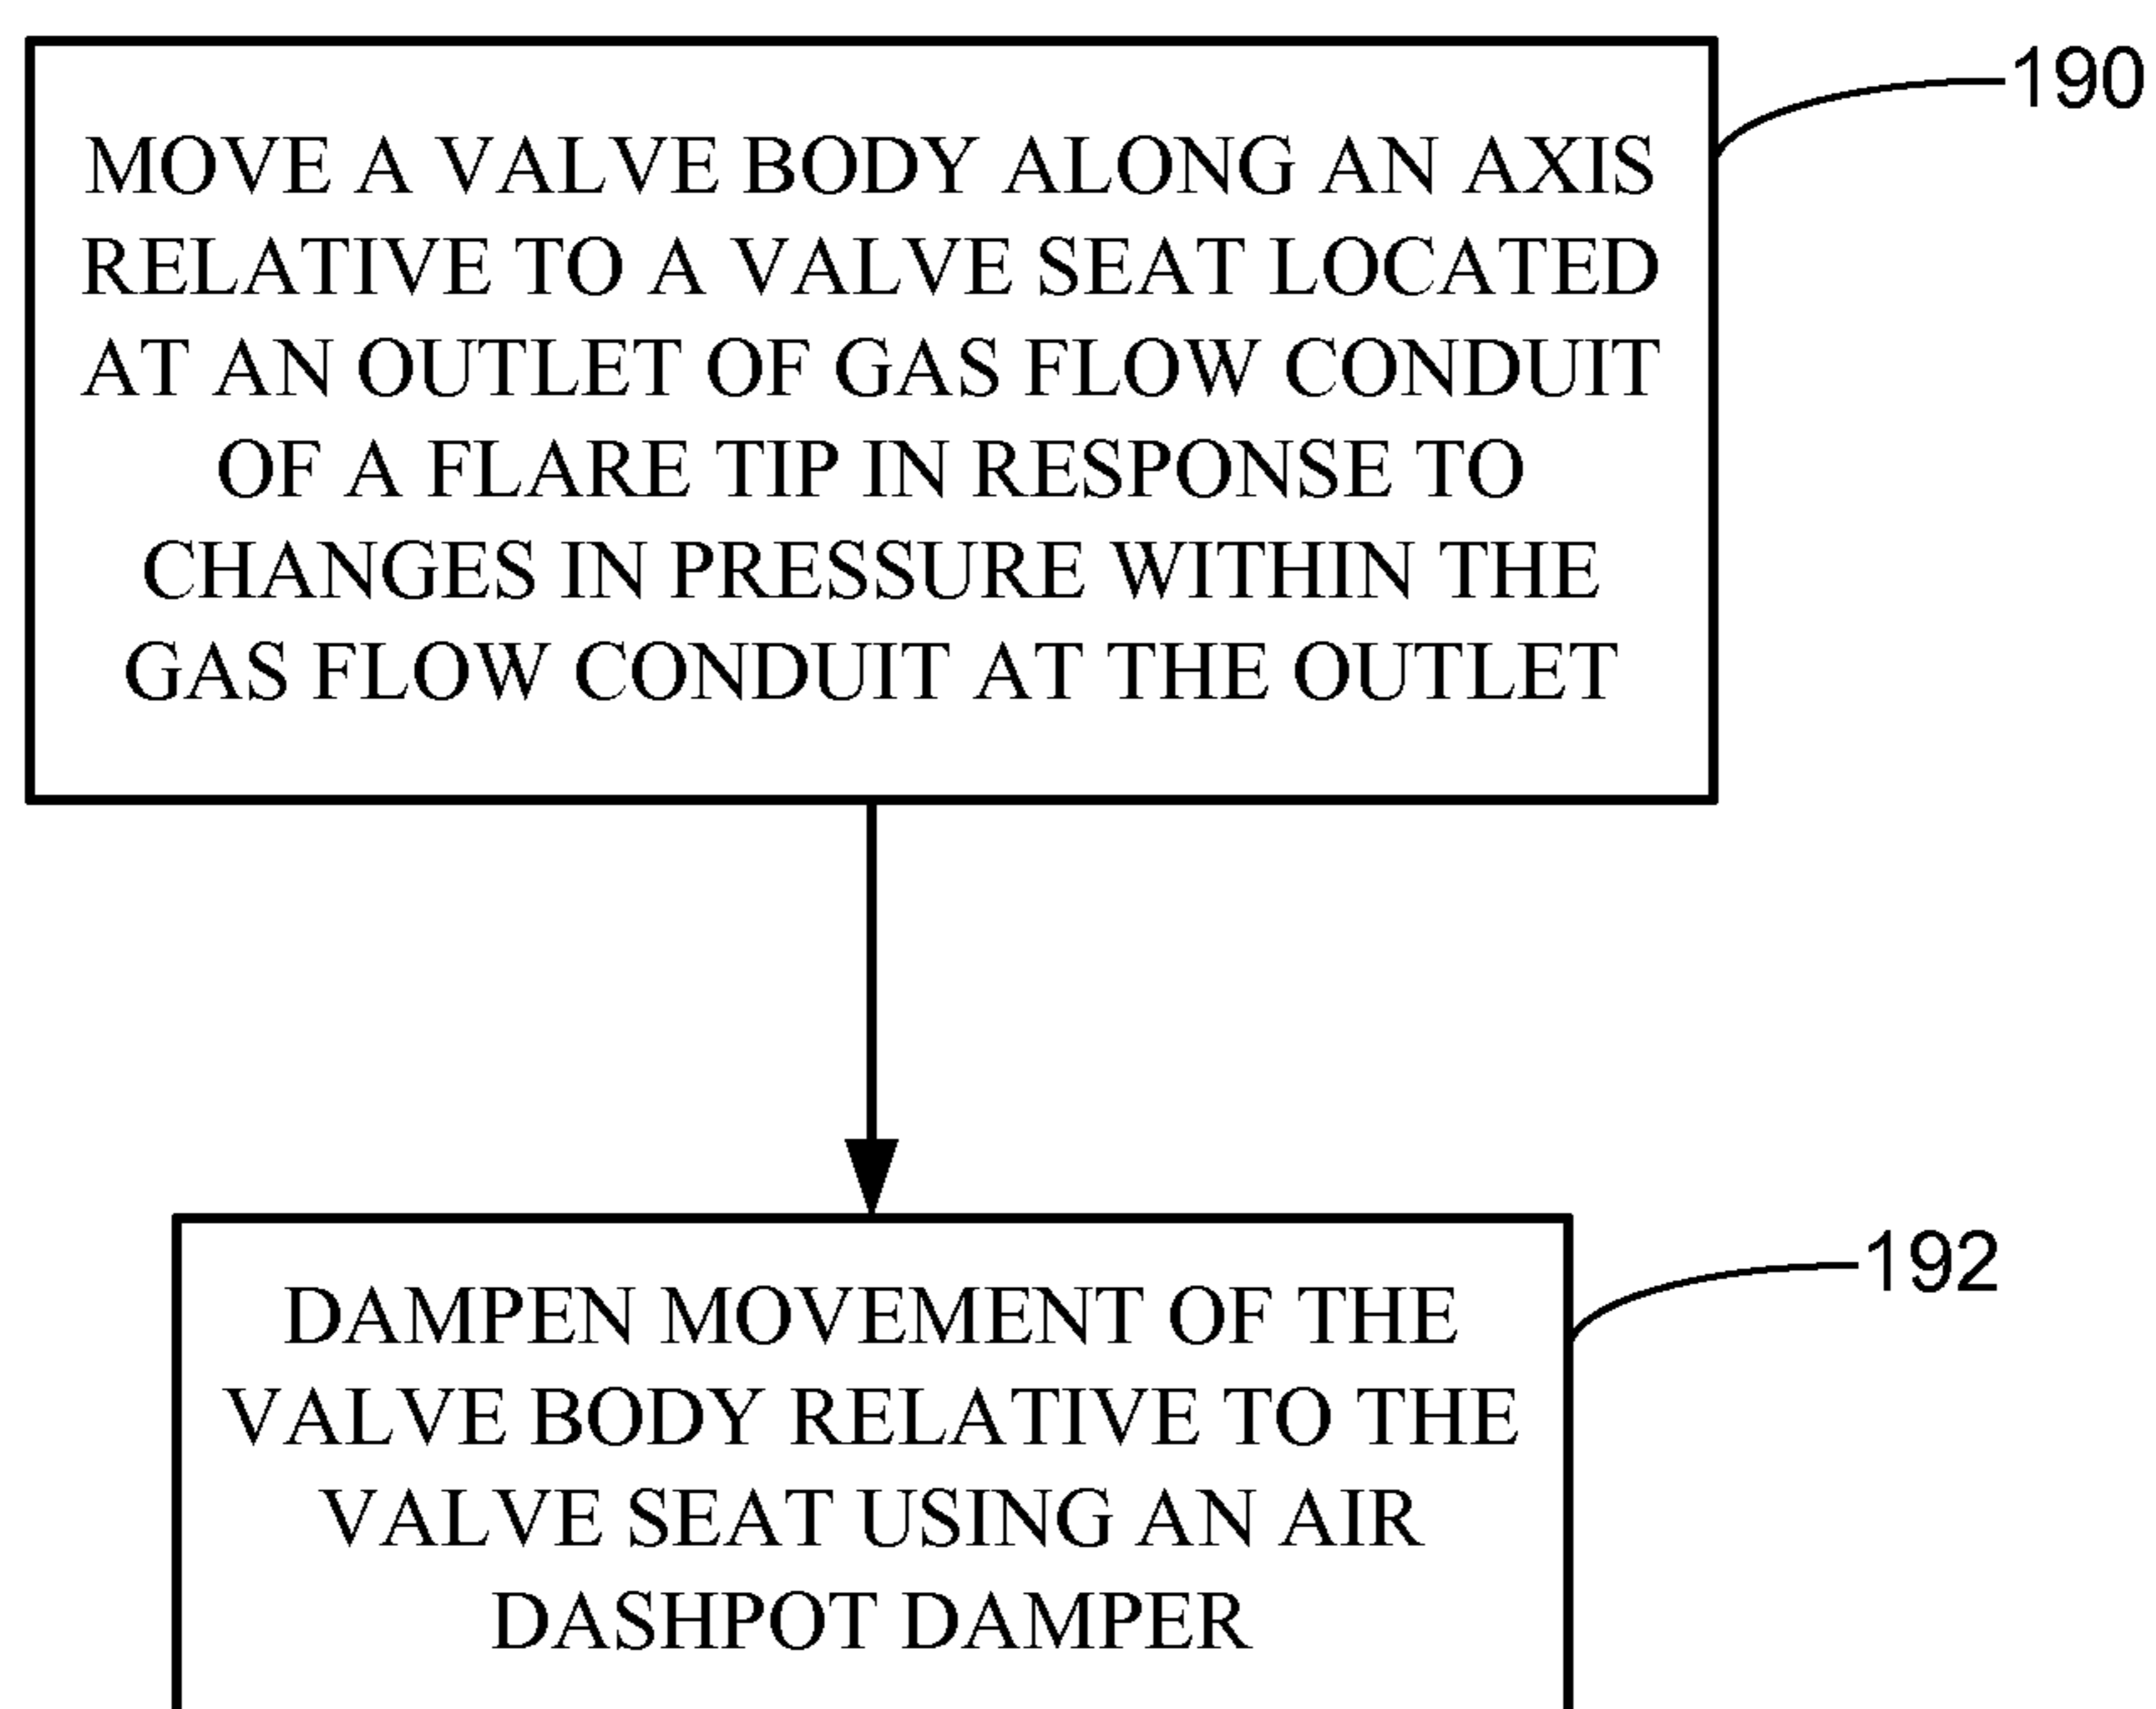 190
MOVE A VALVE BODY ALONG AN AXIS
RELATIVE TO A VALVE SEAT LOCATED
AT AN OUTLET OF GAS FLOW CONDUIT
OF A FLARE TIP IN RESPONSE TO
CHANGES IN PRESSURE WITHIN THE
GAS FLOW CONDUIT AT THE OUTLET
192
DAMPEN MOVEMENT OF THE
VALVE BODY RELATIVE TO THE
VALVE SEAT USING AN AIR
DASHPOT DAMPER